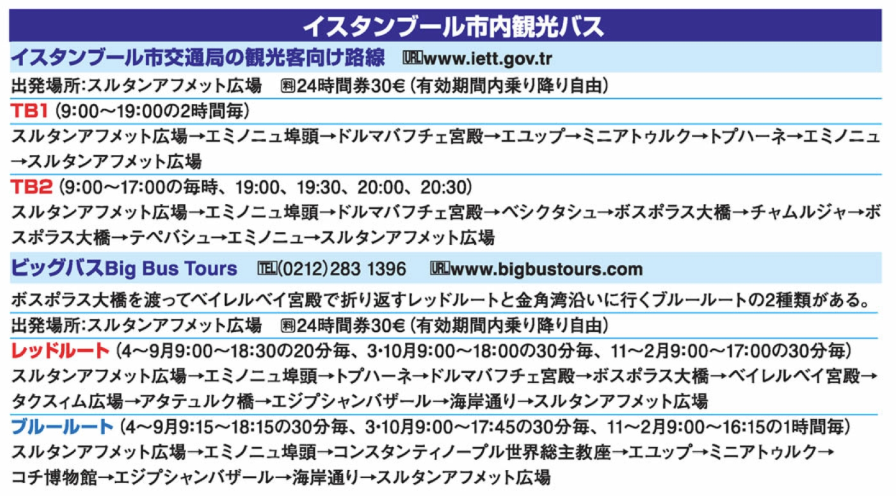 イスタンブール市内観光バス
イスタンブール市交通局の観光客向け路線 URL www.iett.gov.tr
出発場所:スルタンアフメット広場 料24時間券30€(有効期間内乗り降り自由)
TB1(9:00〜19:00の2時間毎)
スルタンアフメット広場→エミノニュ埠頭→ドルマバフチェ宮殿→エユップ→ミニアトゥルク→トプハーネ→エミノニュ
→スルタンアフメット広場
TB2(9:00〜17:00の毎時、19:00、19:30、20:00、20:30)
スルタンアフメット広場→エミノニュ埠頭→ドルマバフチェ宮殿→ベシクタシュ→ボスポラス大橋→チャムルジャ→ボ
スポラス大橋→テペバシュ→エミノニュ→スルタンアフメット広場
ビッグバスBig Bus Tours TEL(0212)283 1396 URL www.bigbustours.com
ボスポラス大橋を渡ってベイレルベイ宮殿で折り返すレッドルートと金角湾沿いに行くブルールートの2種類がある。
出発場所:スルタンアフメット広場 料24時間券30€(有効期間内乗り降り自由)
レッドルート(4〜9月9:00〜18:30の20分毎、3・10月9:00〜18:00の30分毎、11〜2月9:00〜17:00の30分毎)
スルタンアフメット広場→エミノニュ埠頭→トプハーネ→ドルマバフチェ宮殿→ボスポラス大橋→ベイレルベイ宮殿→
タクスィム広場→アタテュルク橋→エジプシャンバザール→海岸通り→スルタンアフメット広場
ブルールート(4〜9月9:15〜18:15の30分毎、3・10月9:00〜17:45の30分毎、11〜2月9:00〜16:15の1時間毎)
スルタンアフメット広場→エミノニュ埠頭→コンスタンティノープル世界総主教座→エユップ→ミニアトゥルク→
コチ博物館→エジプシャンバザール→海岸通り→スルタンアフメット広場